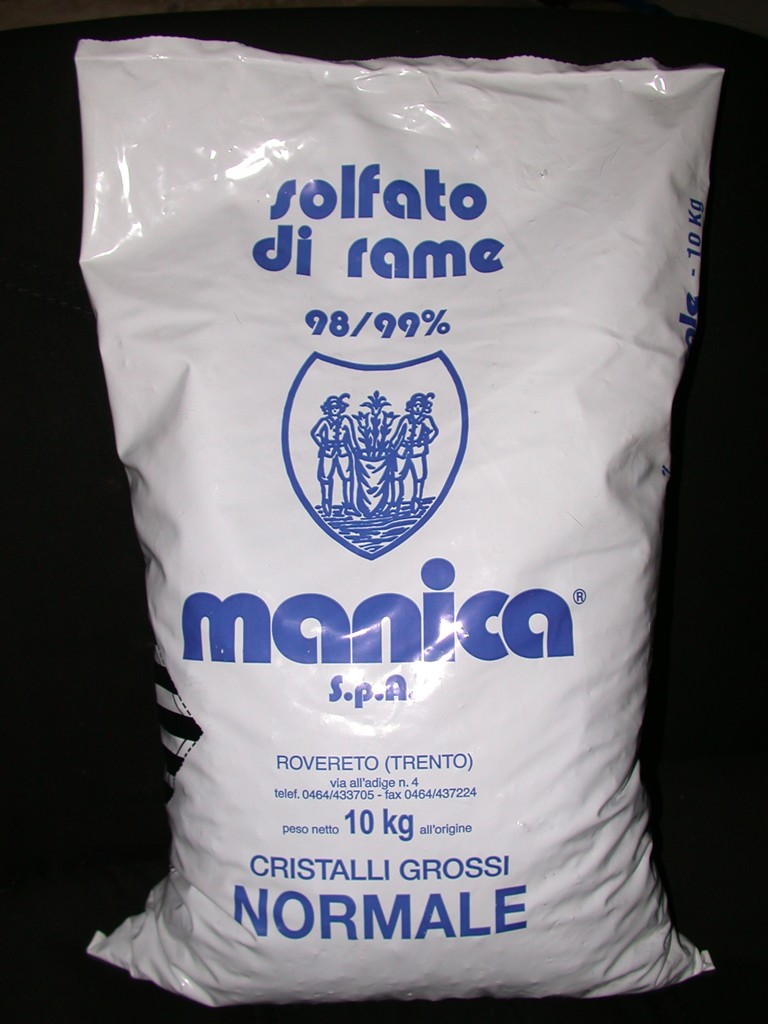 solfato
di rame
98/99%
manica®
S.p.A.
ROVERETO (TRENTO)
via all'adige n. 4
telef. 0464/433705 - fax 0464/437224
peso netto 10 kg all'origine
CRISTALLI GROSSI
NORMALE
- 10 Kg